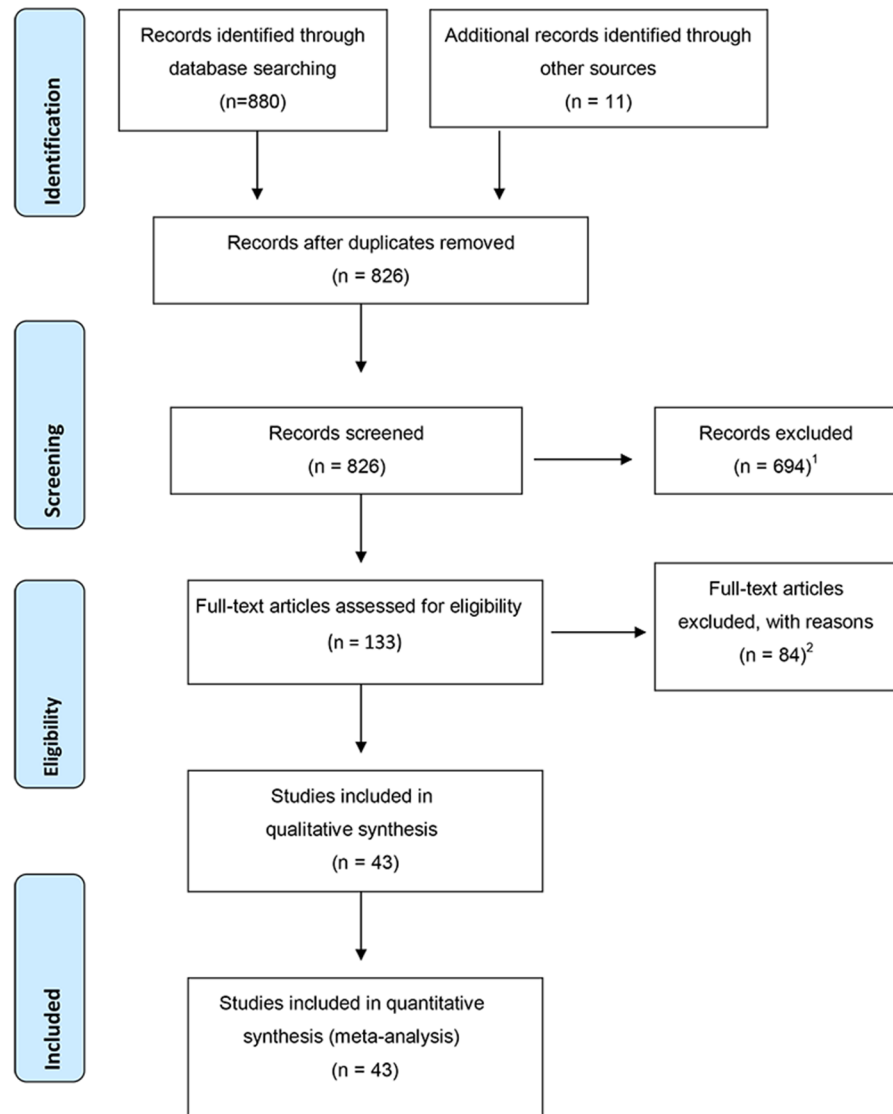 Identification
Records identified through
database searching
(n=880)
Additional records identified through
other sources
(n = 11)
Records after duplicates removed
(n = 826)
Screening
Records screened
(n = 826)
Records excluded
(n = 694)1
Eligibility
Full-text articles assessed for eligibility
(n = 133)
Full-text articles
excluded, with reasons
(n = 84)2
Studies included in
qualitative synthesis
(n = 43)
Included
Studies included in quantitative
synthesis (meta-analysis)
(n = 43)